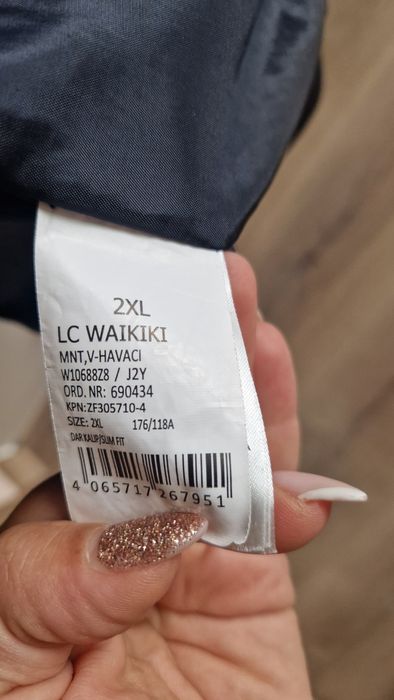 2XL
LC WAIKIKI
MNT,V-HAVACI
W10688Z8 / J2Y
ORD. NR: 690434
KPN:ZF305710-4
SIZE: 2XL 176/118A
DAR KALIP/SLIM FIT
4 065717 267951